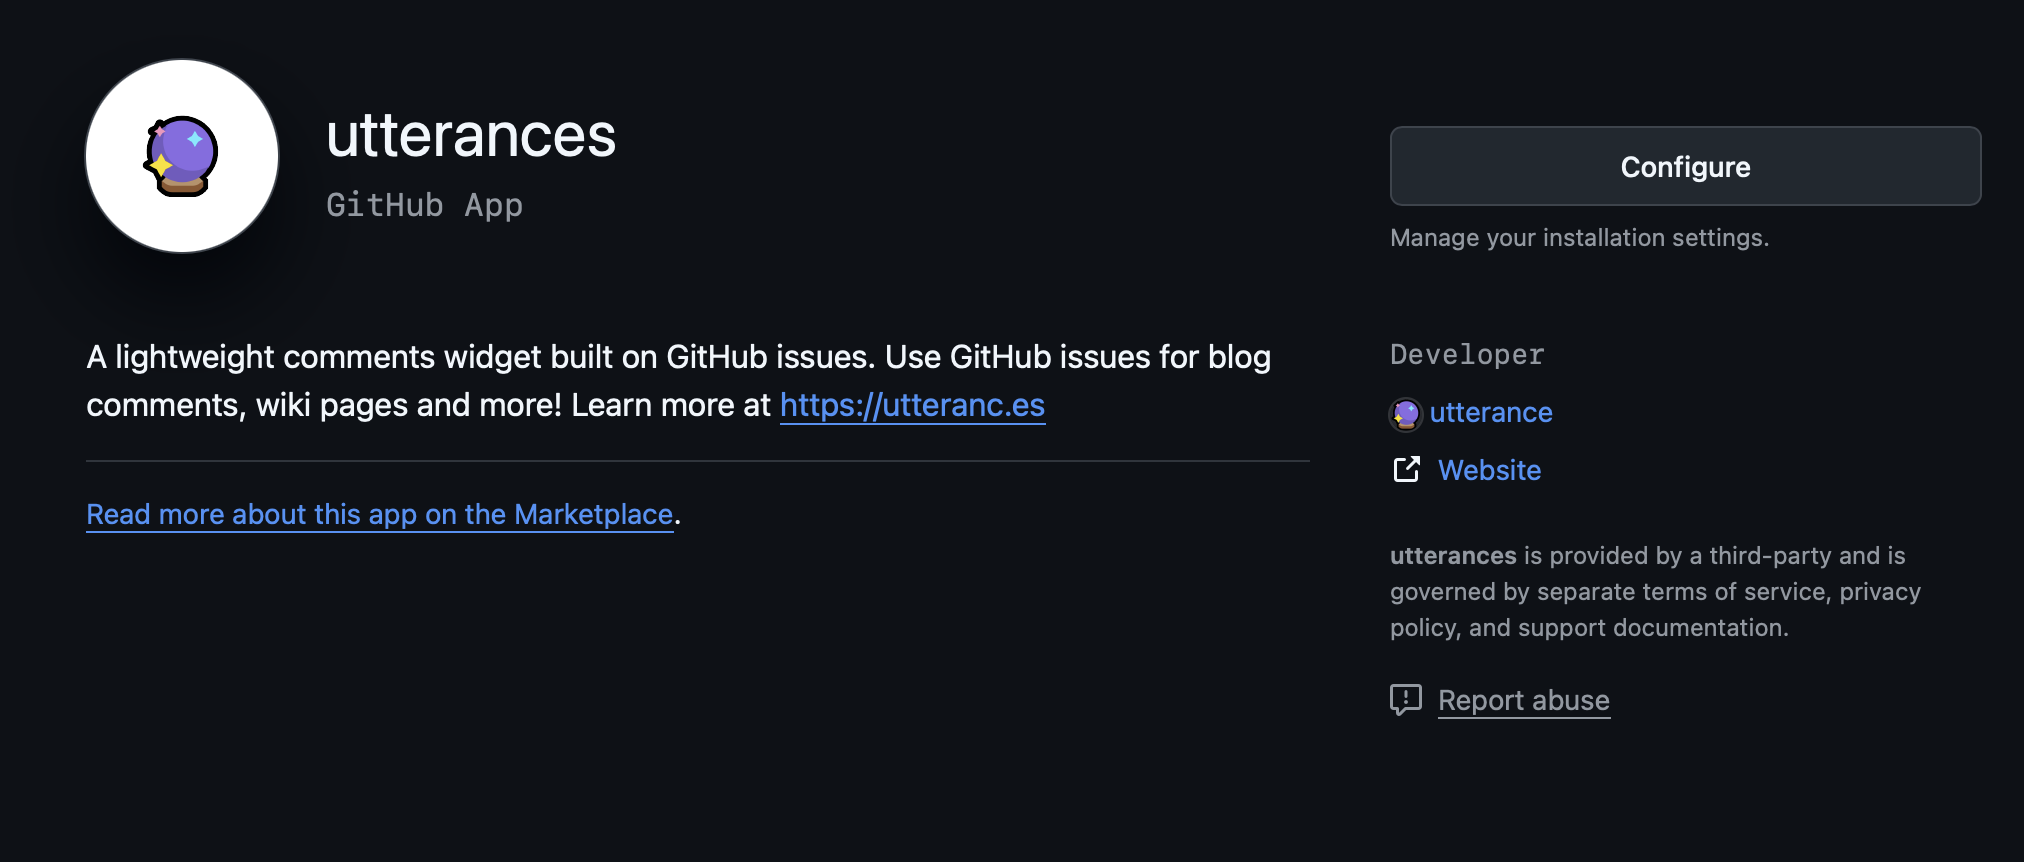 utterances
GitHub App
A lightweight comments widget built on GitHub issues. Use GitHub issues for blog
comments, wiki pages and more! Learn more at https://utteranc.es
Read more about this app on the Marketplace.
Configure
Manage your installation settings.
Developer
utterance
Website
utterances is provided by a third-party and is
governed by separate terms of service, privacy
policy, and support documentation.
Report abuse